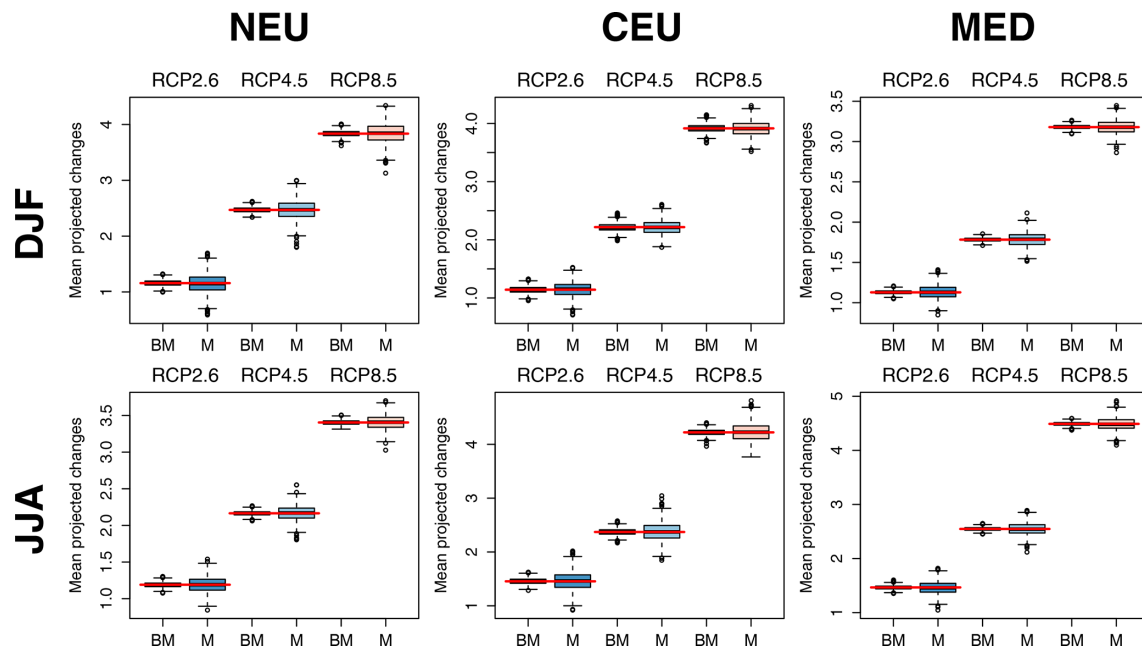 NEU CEU MED
RCP2.6 RCP4.5 RCP8.5 RCP2.6 RCP4.5 RCP8.5 RCP2.6 RCP4.5 RCP8.5
DJF
Mean projected changes
1 2 3 4
BM M BM M BM M
Mean projected changes
1.0 2.0 3.0 4.0
BM M BM M BM M
Mean projected changes
1.0 1.5 2.0 2.5 3.0 3.5
BM M BM M BM M
RCP2.6 RCP4.5 RCP8.5 RCP2.6 RCP4.5 RCP8.5 RCP2.6 RCP4.5 RCP8.5
JJA
Mean projected changes
1.0 1.5 2.0 2.5 3.5
BM M BM M BM M
Mean projected changes
1 2 3 4
BM M BM M BM M
Mean projected changes
1 2 3 4 5
BM M BM M BM M